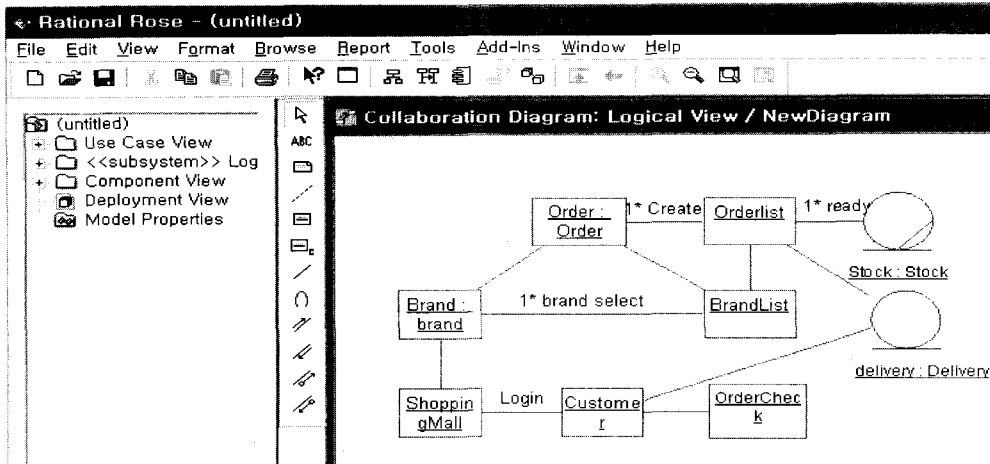 Rational Rose - (untitled)
File Edit View Format Browse Report Tools Add-Ins Window Help
(untitled)
Use Case View
<<subsystem>> Log
Component View
Deployment View
Model Properties
ABC
Collaboration Diagram: Logical View / NewDiagram
Order :
Order
1* Create
Orderlist
1* ready
Stock : Stock
Brand :
brand
1* brand select
BrandList
delivery : Delivery
Shoppin
gMall
Login
Custome
r
OrderChec
k